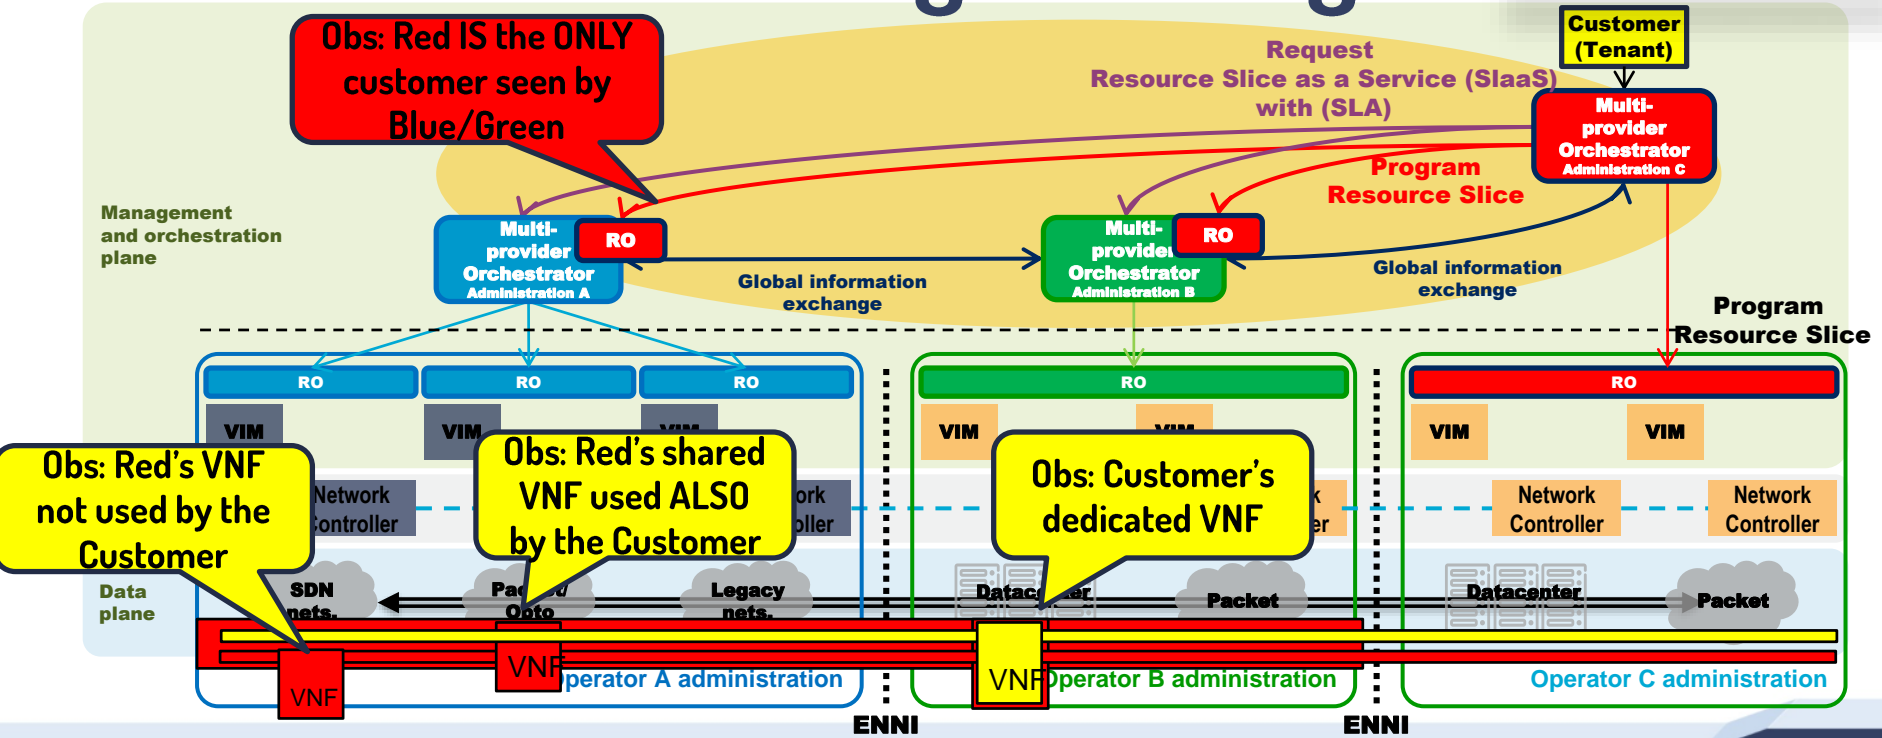 Obs: Red IS the ONLY
customer seen by
Blue/Green
Customer
(Tenant)
Request
Resource Slice as a Service (SlaaS)
with (SLA)
Multi-
provider
Orchestrator
Administration C
Program
Resource Slice
Management
and orchestration
plane
Multi-
provider
Orchestrator
Administration A
RO
Multi-
provider
Orchestrator
Administration B
RO
Global information
exchange
Global information
exchange
Program
Resource Slice
RO
RO
RO
RO
RO
VIM
VIM
VIM
VIM
VIM
VIM
VIM
Obs: Red's VNF
not used by the
Customer
Obs: Red's shared
VNF used ALSO
by the Customer
Obs: Customer's
dedicated VNF
Network
Controller
Network
Controller
Network
Controller
Data
plane
SDN
nets.
Packet/
Opto
Legacy
nets.
Datacenter
Packet
Datacenter
Packet
VNF
VNF
VNF
Operator A administration
Operator B administration
Operator C administration
ENNI
ENNI